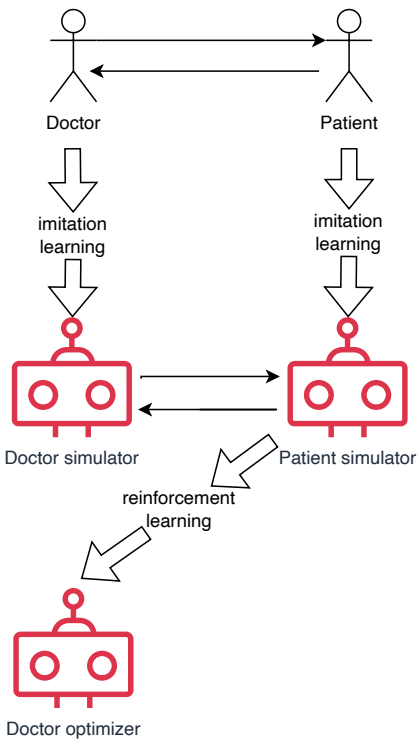 Doctor
Patient
imitation
learning
imitation
learning
Doctor simulator
Patient simulator
reinforcement
learning
Doctor optimizer